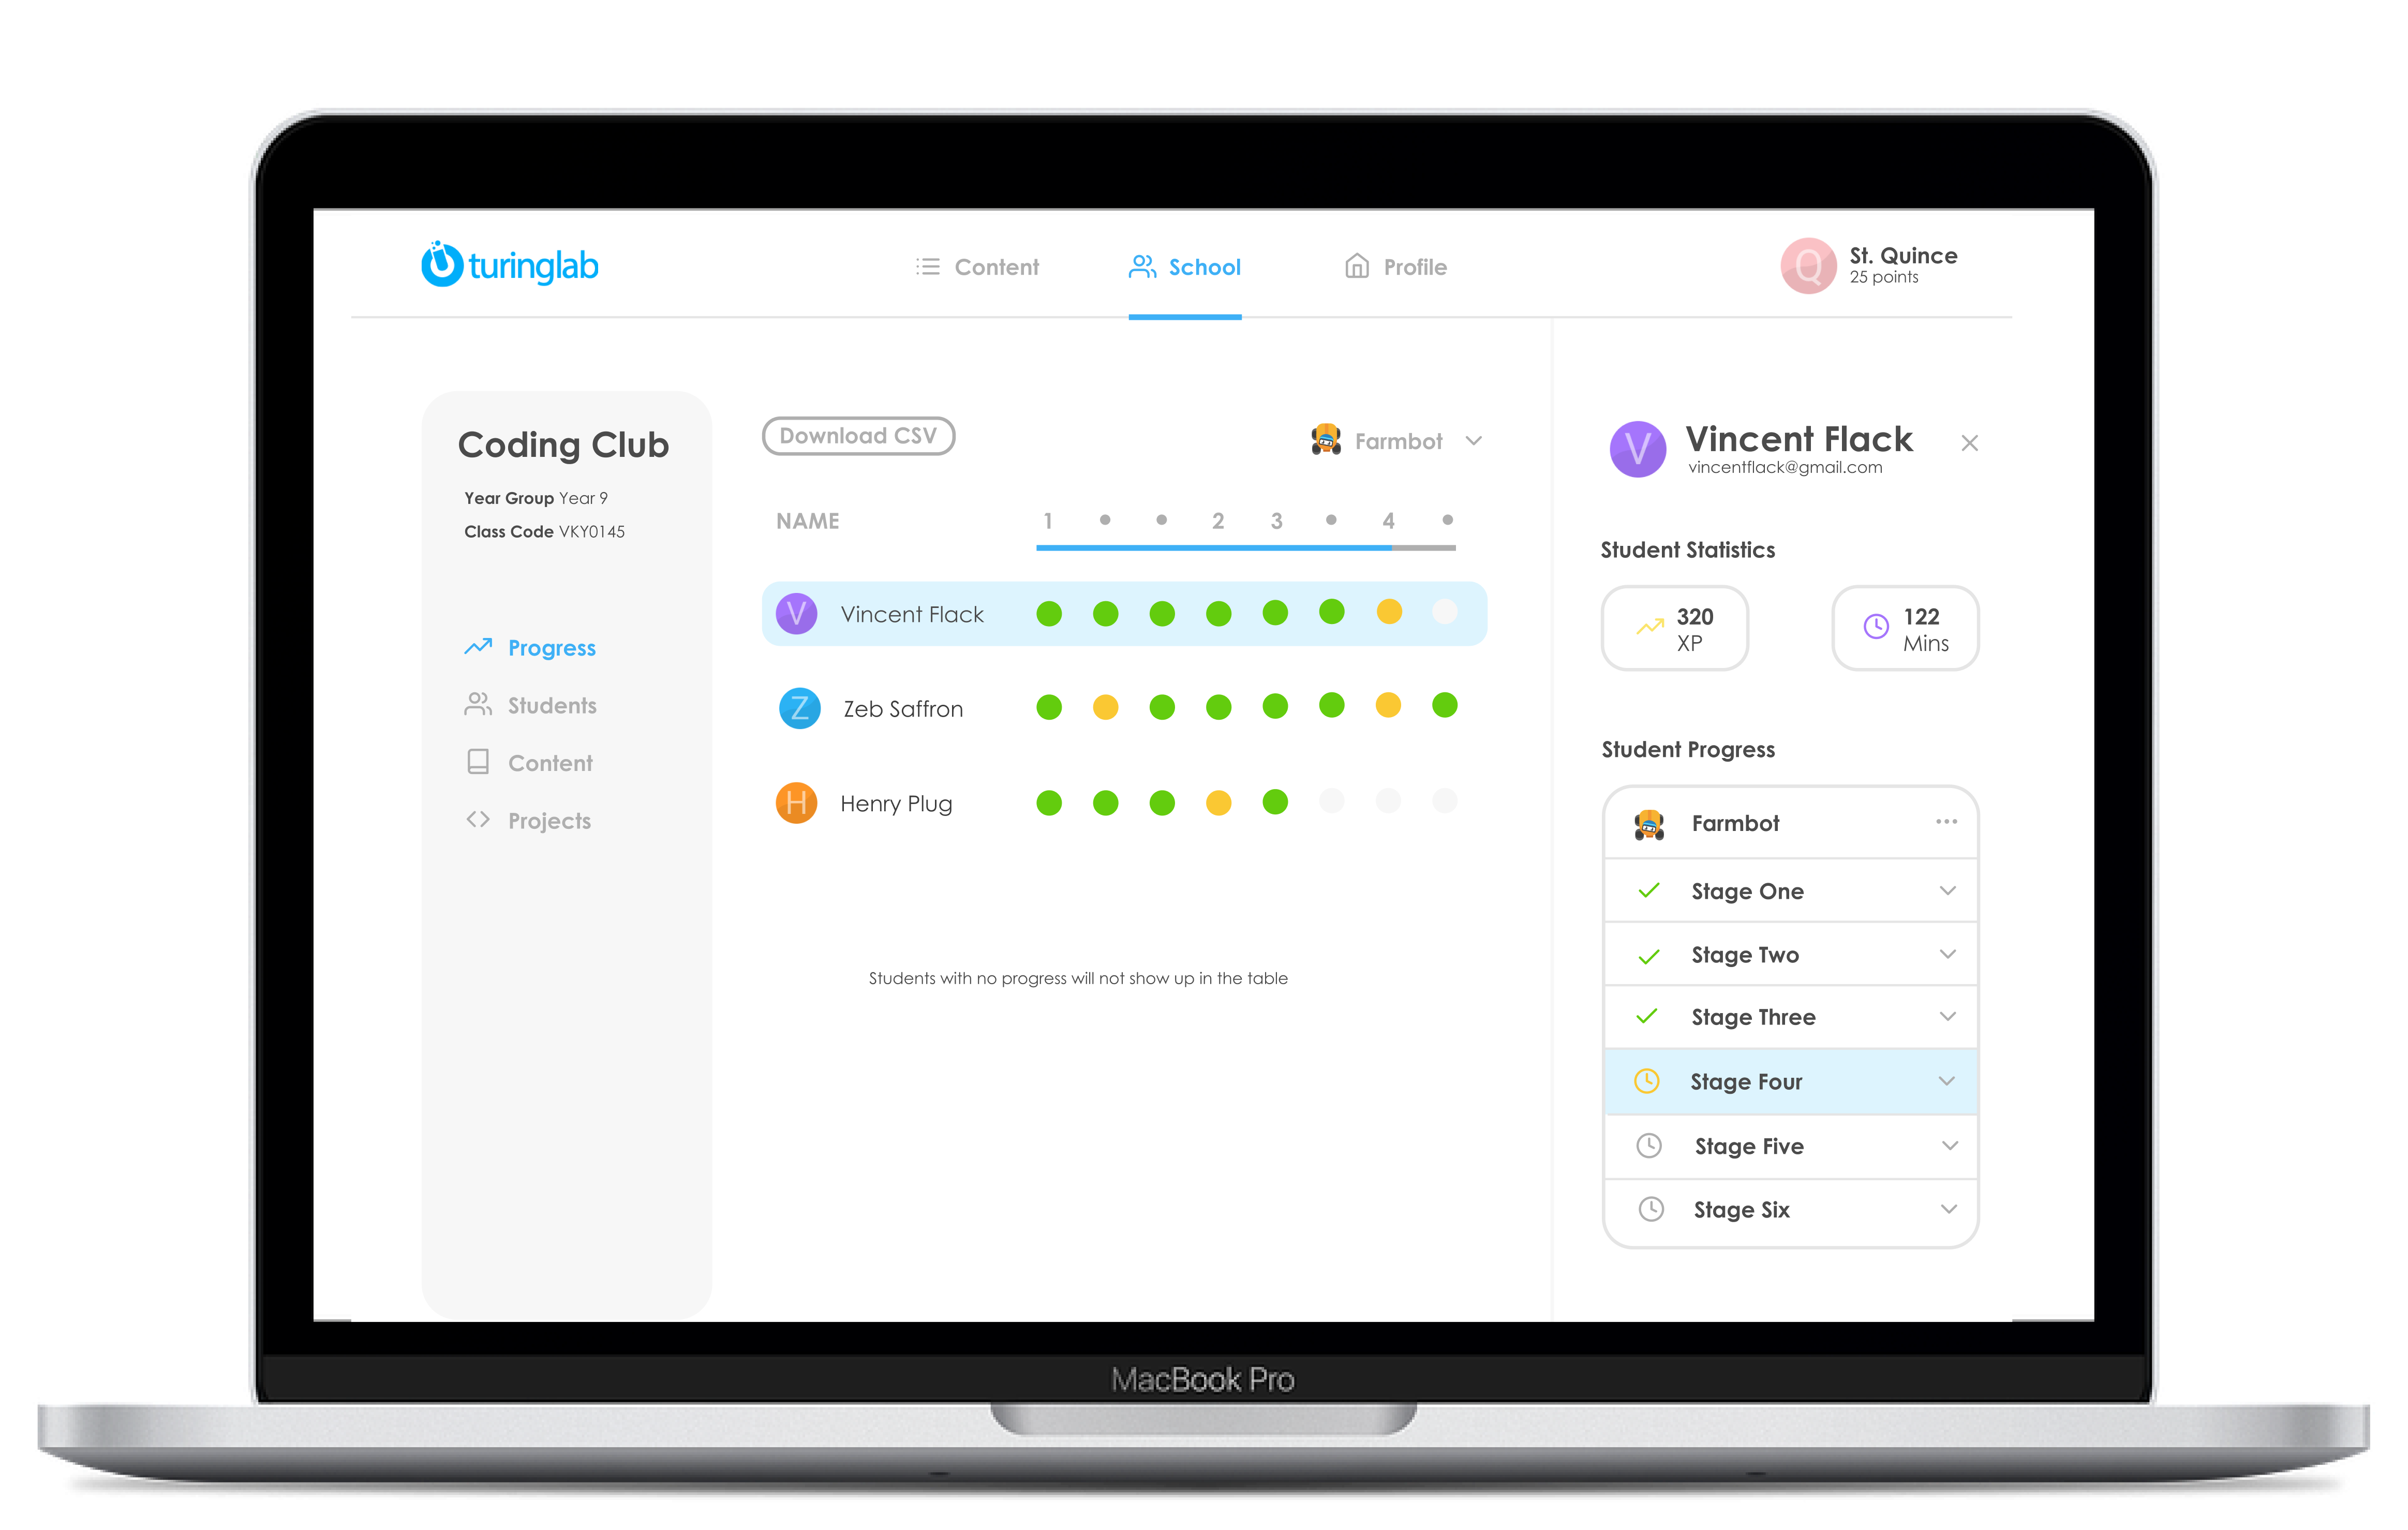 turinglab
Content
School
Profile
Q
St. Quince
25 points
Coding Club
Year Group Year 9
Class Code VKY0145
Progress
Students
Content
Projects
Download CSV
Farmbot
NAME 1 • • 2 3 • 4 •
V Vincent Flack
Z Zeb Saffron
H Henry Plug
Students with no progress will not show up in the table
V
Vincent Flack
vincentflack@gmail.com
Student Statistics
320
XP
122
Mins
Student Progress
Farmbot
Stage One
Stage Two
Stage Three
Stage Four
Stage Five
Stage Six
MacBook Pro